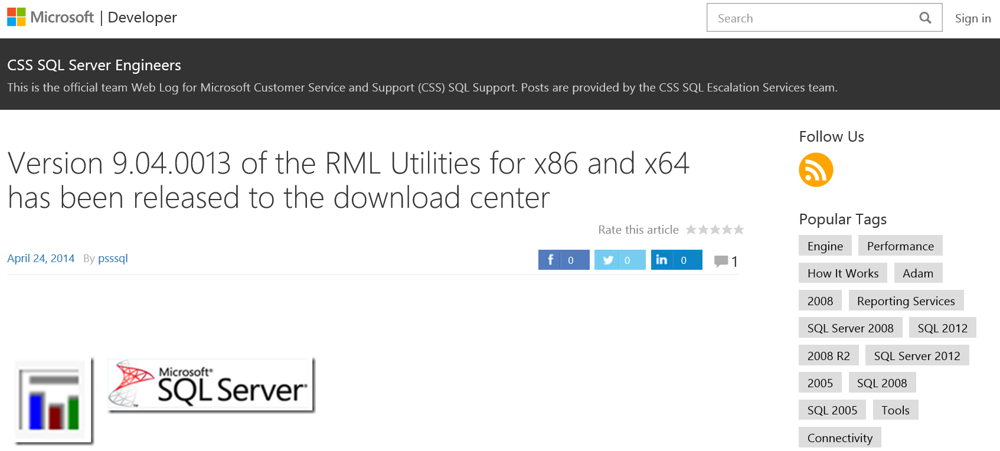 Microsoft | Developer
Search
Sign in
CSS SQL Server Engineers
This is the official team Web Log for Microsoft Customer Service and Support (CSS) SQL Support. Posts are provided by the CSS SQL Escalation Services team.
Version 9.04.0013 of the RML Utilities for x86 and x64
has been released to the download center
Rate this article
April 24, 2014 By psssql
f 0
0
in 0
1
Microsoft®
SQL Server®
™
Follow Us
Popular Tags
Engine Performance
How It Works Adam
2008 Reporting Services
SQL Server 2008 SQL 2012
2008 R2 SQL Server 2012
2005 SQL 2008
SQL 2005 Tools
Connectivity